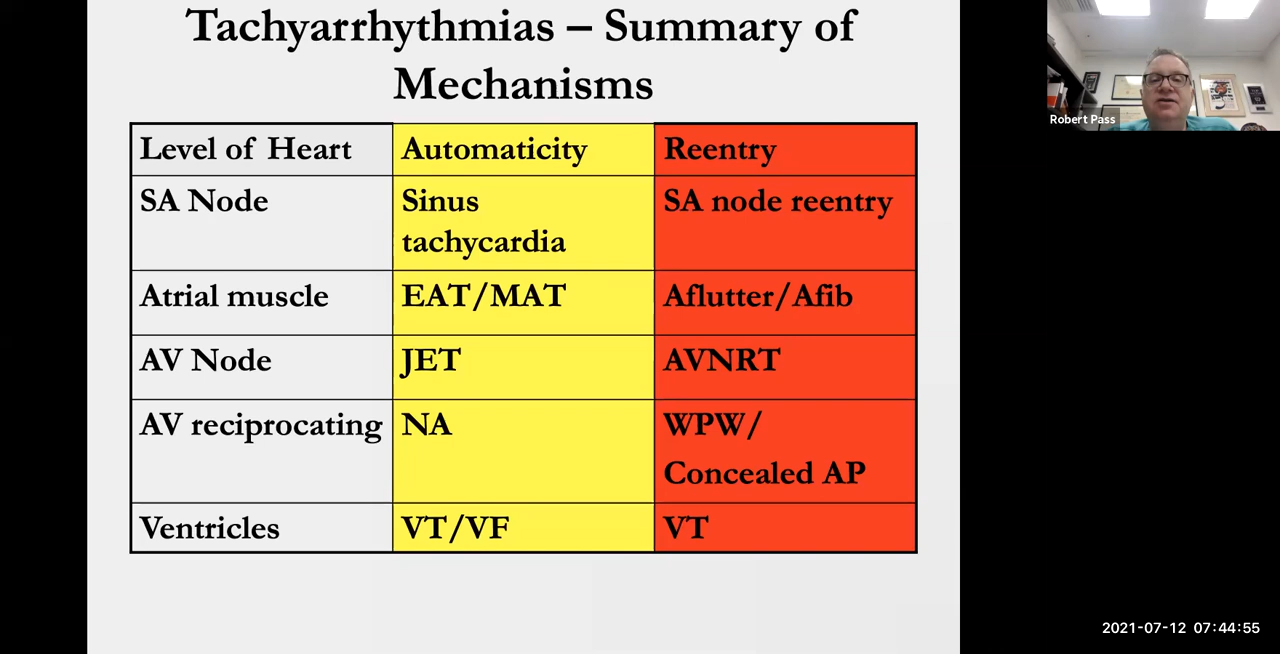 Tachyarrhythmias – Summary of
Mechanisms
Level of Heart Automaticity Reentry
SA Node Sinus tachycardia SA node reentry
Atrial muscle EAT/MAT Aflutter/Afib
AV Node JET AVNRT
AV reciprocating NA WPW/ Concealed AP
Ventricles VT/VF VT
Robert Pass
2021-07-12 07:44:55